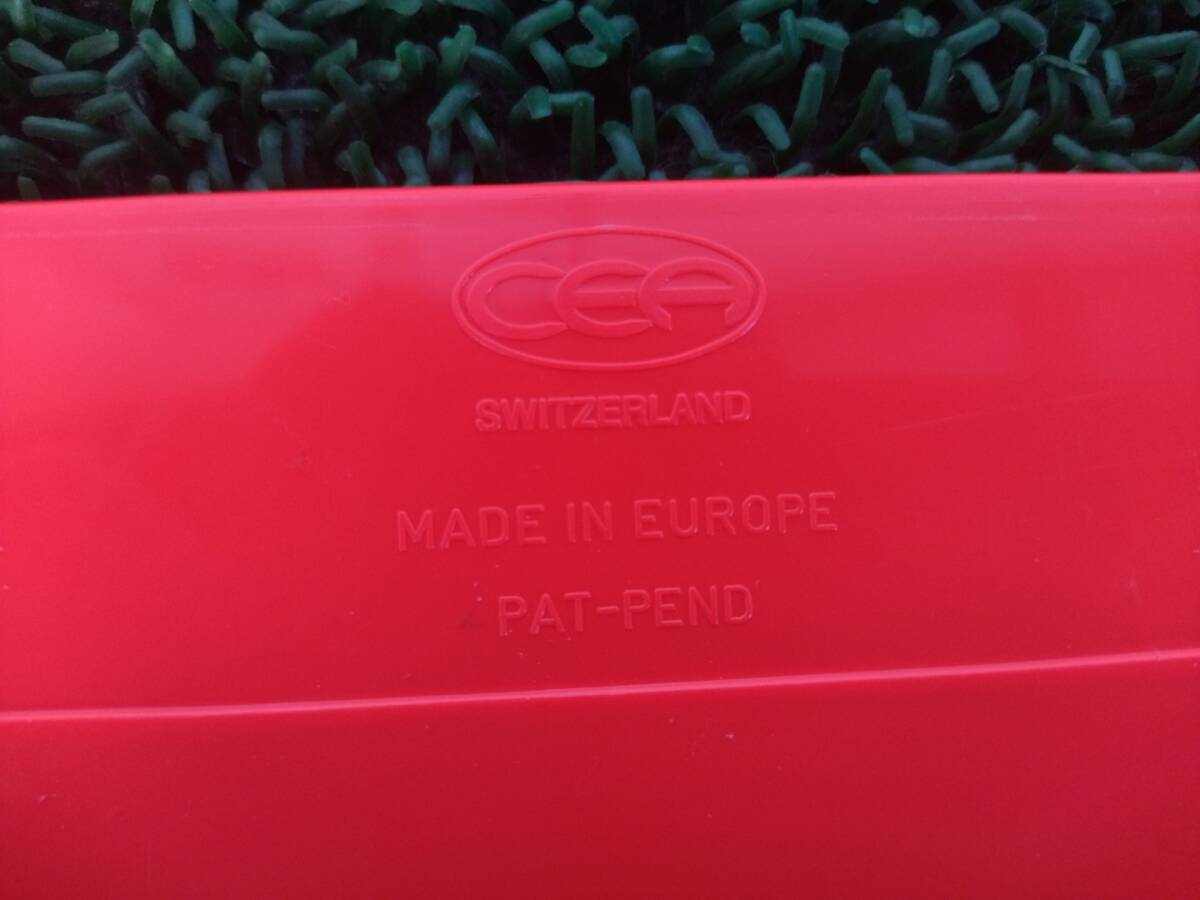 CEA
SWITZERLAND
MADE IN EUROPE
PAT-PEND